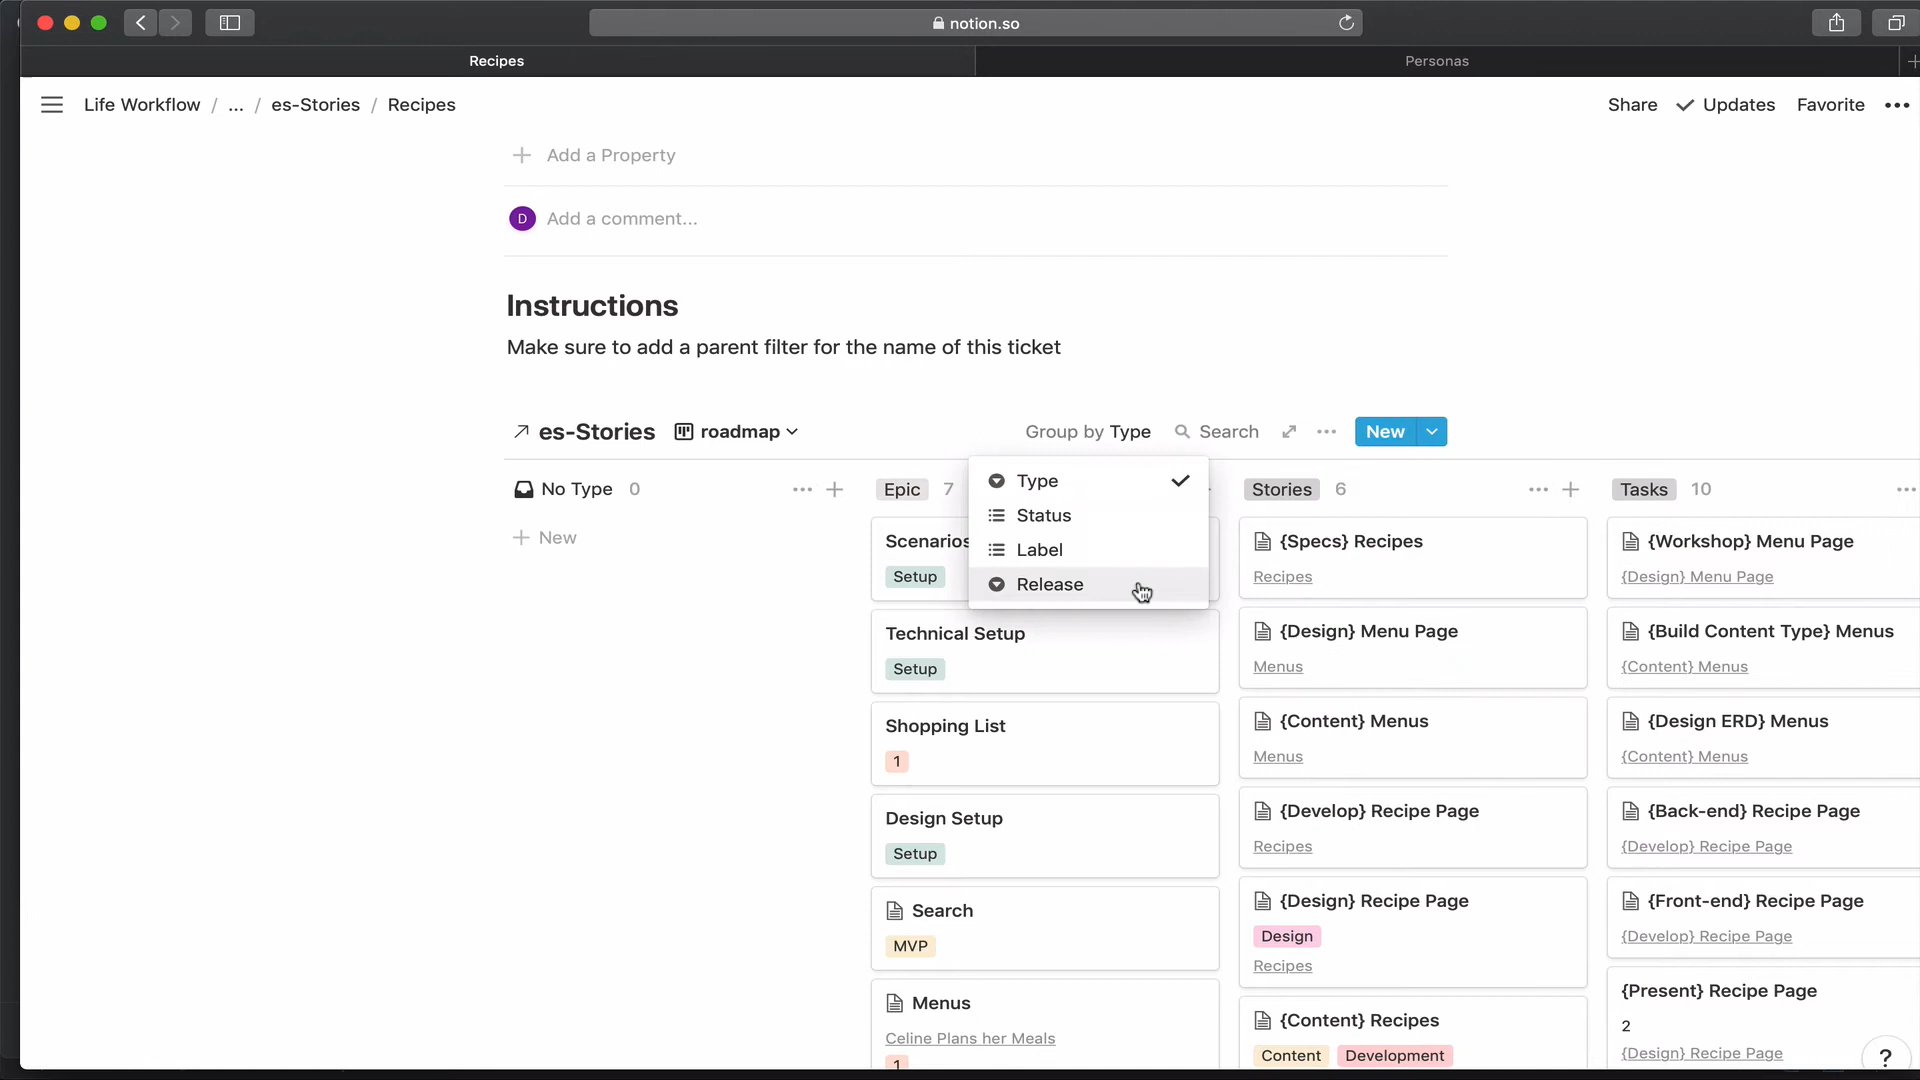 notion.so
Recipes
Personas
Life Workflow / ... / es-Stories / Recipes
Share Updates Favorite
Add a Property
D Add a comment...
Instructions
Make sure to add a parent filter for the name of this ticket
es-Stories roadmap
Group by Type Search New
Type
Status
Label
Release
No Type 0
New
Epic 7
Scenarios
Setup
Technical Setup
Setup
Shopping List
1
Design Setup
Setup
Search
MVP
Menus
Celine Plans her Meals
1
Stories 6
{Specs} Recipes
Recipes
{Design} Menu Page
Menus
{Content} Menus
Menus
{Develop} Recipe Page
Recipes
{Design} Recipe Page
Design
Recipes
{Content} Recipes
Content Development
Tasks 10
{Workshop} Menu Page
{Design} Menu Page
{Build Content Type} Menus
{Content} Menus
{Design ERD} Menus
{Content} Menus
{Back-end} Recipe Page
{Develop} Recipe Page
{Front-end} Recipe Page
{Develop} Recipe Page
{Present} Recipe Page
2
{Design} Recipe Page
?